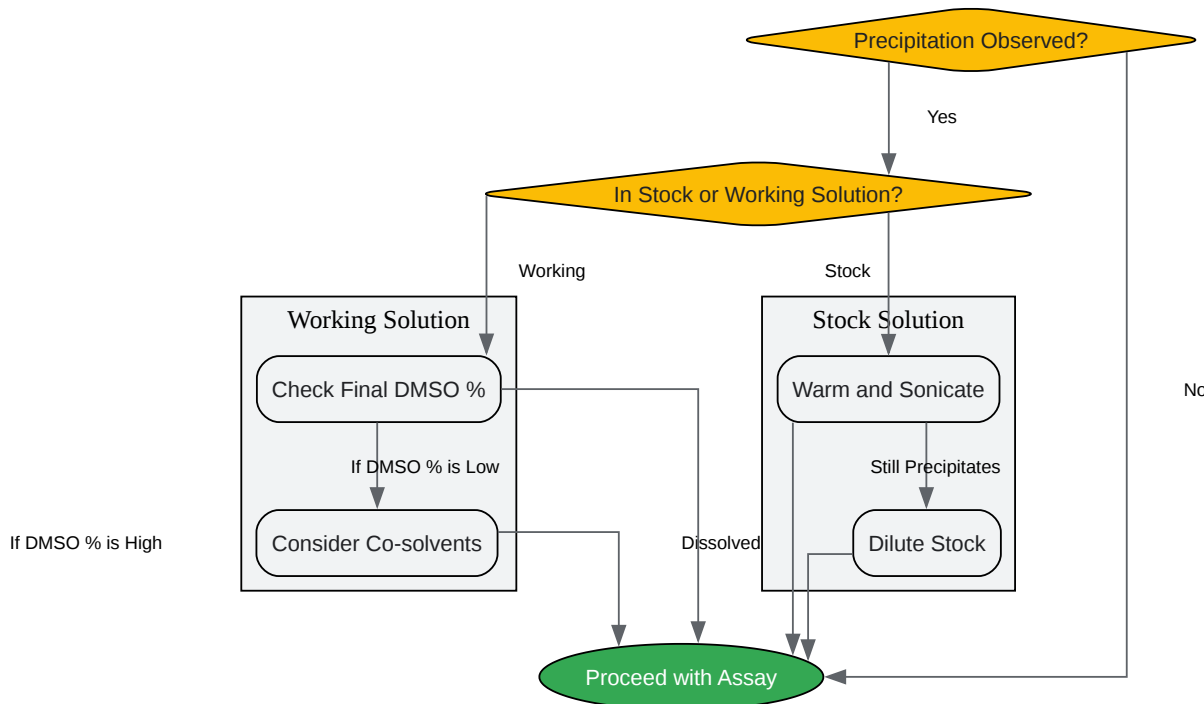 Precipitation Observed?
Yes
In Stock or Working Solution?
Working
Stock
Working Solution
Stock Solution
Check Final DMSO %
Warm and Sonicate
No
If DMSO % is Low
Still Precipitates
If DMSO % is High
Consider Co-solvents
Dissolved
Dilute Stock
Proceed with Assay